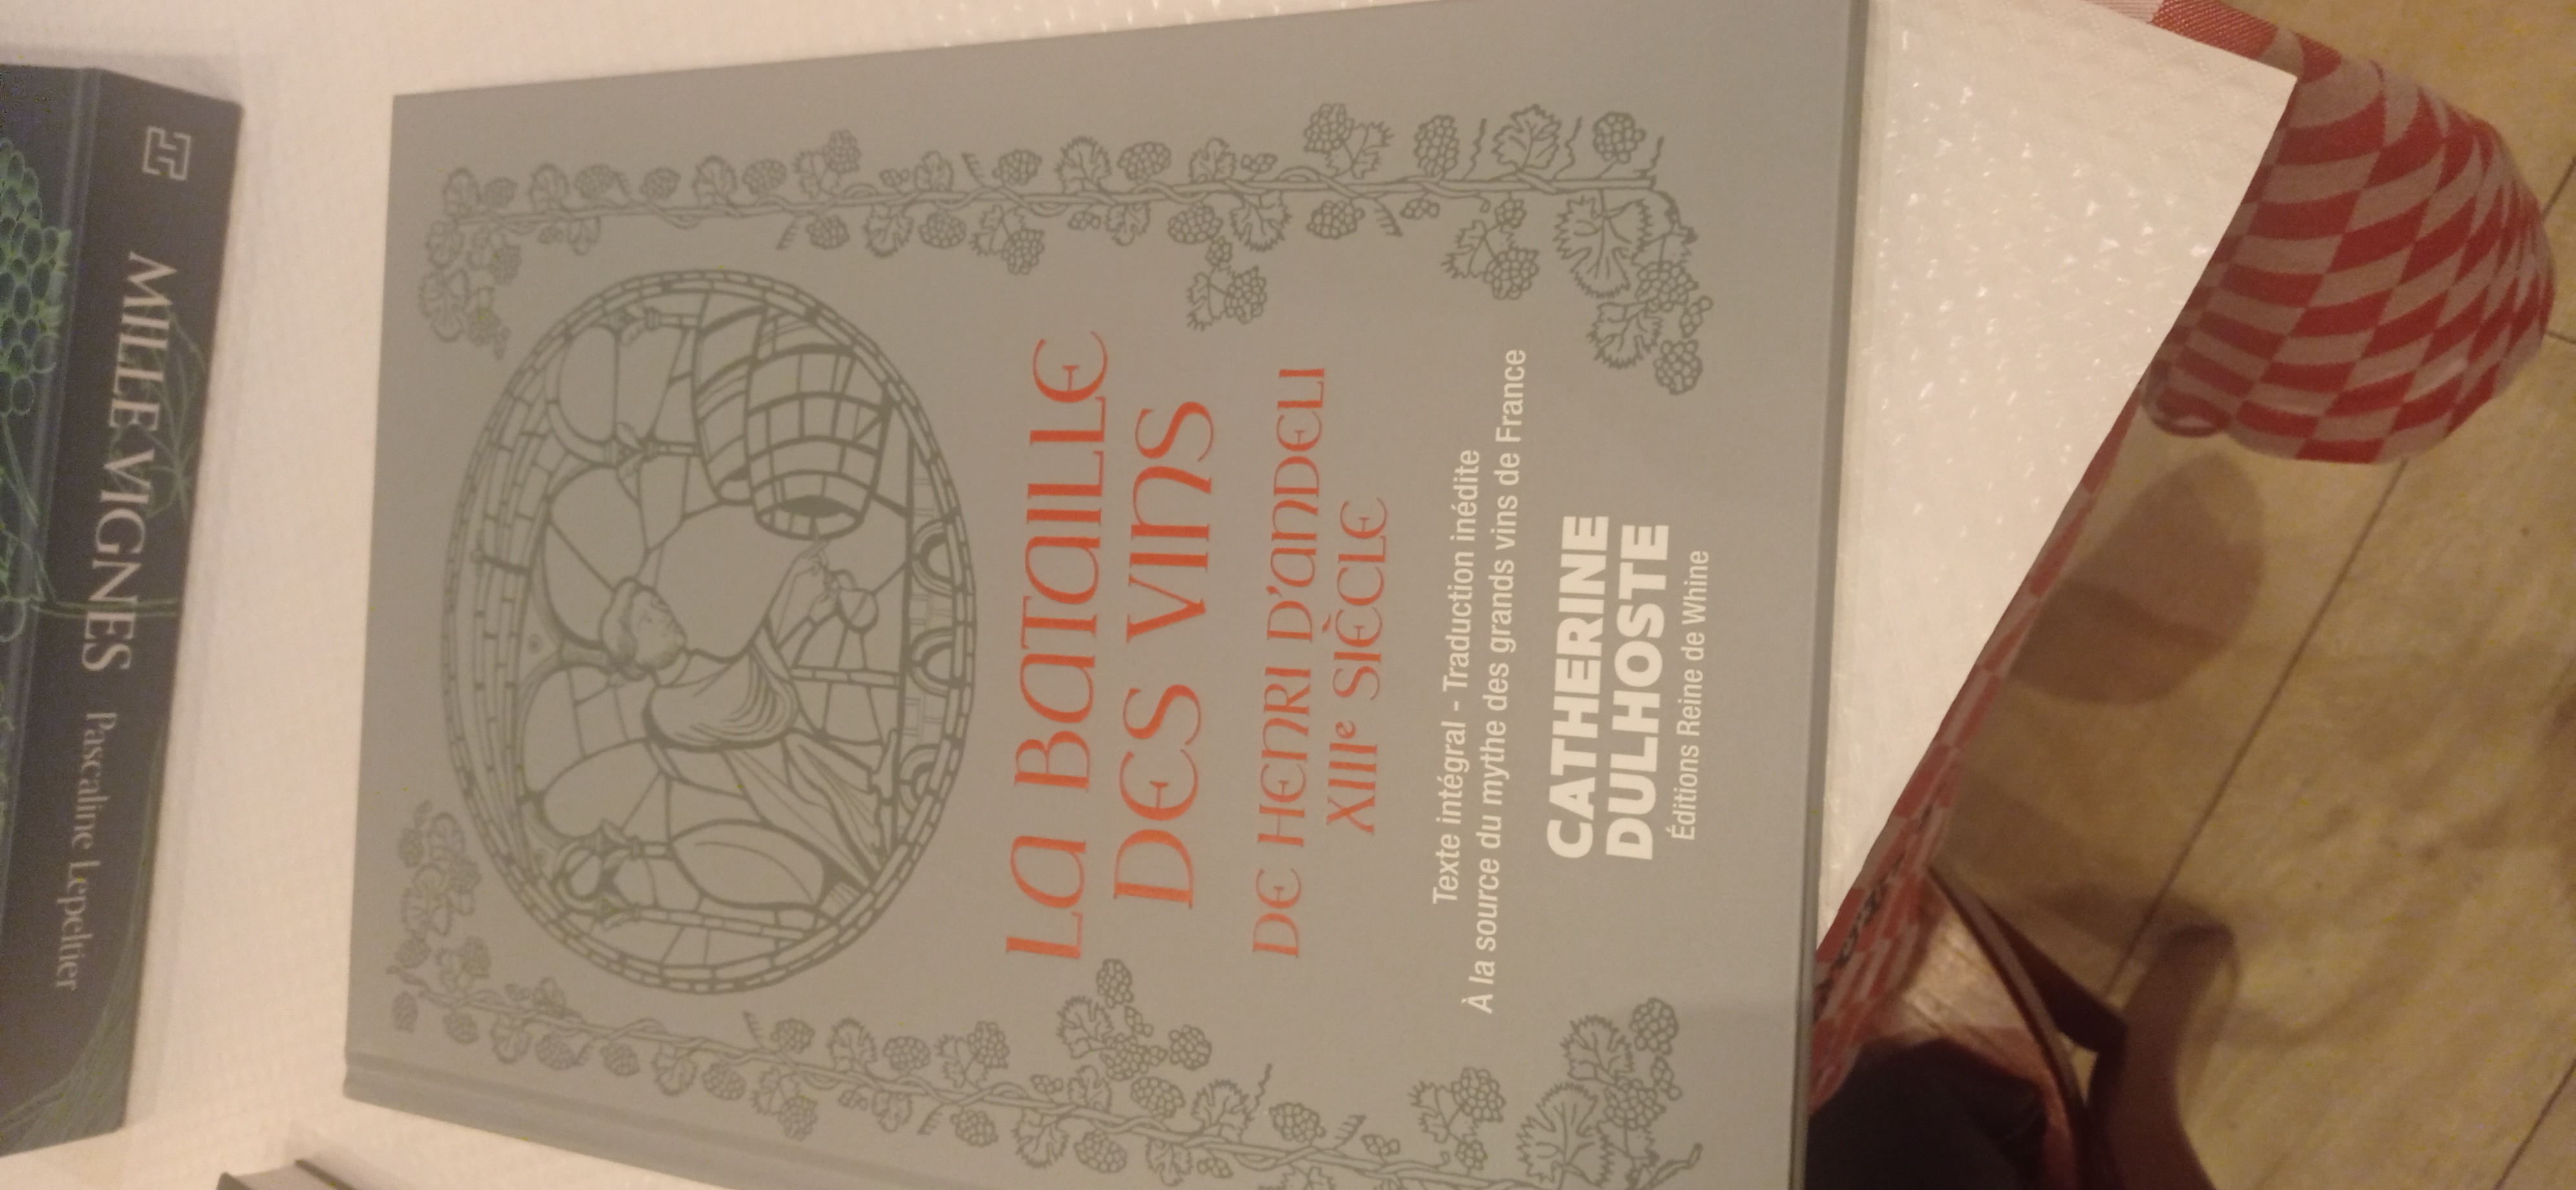 LA BATAILLE
DES VINS
DE HENRI D'ANDELI
XIIIe SIÈCLE
Texte intégral - Traduction inédite
À la source du mythe des grands vins de France
CATHERINE
DULHOSTE
Éditions Reine de Whine
MILLE VIGNES Pascaline Lepeltier